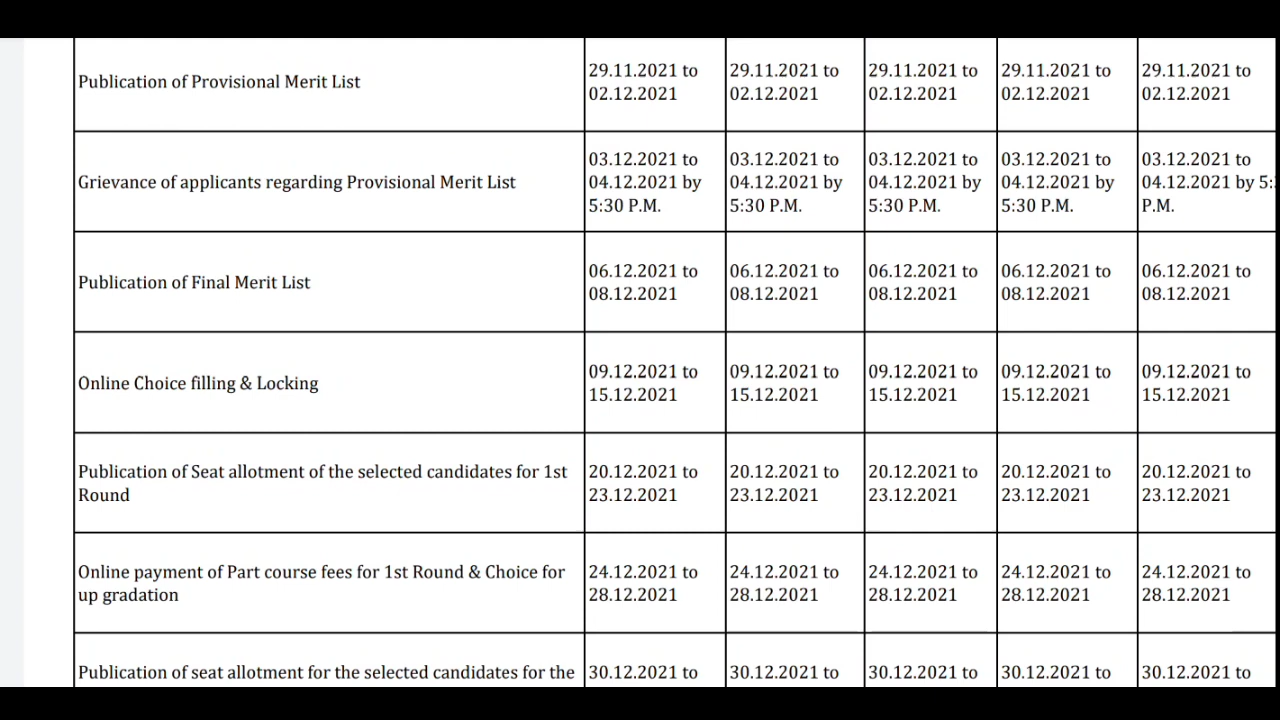 Publication of Provisional Merit List
29.11.2021 to
02.12.2021
29.11.2021 to
02.12.2021
29.11.2021 to
02.12.2021
29.11.2021 to
02.12.2021
29.11.2021 to
02.12.2021
Grievance of applicants regarding Provisional Merit List
03.12.2021 to
04.12.2021 by
5:30 P.M.
03.12.2021 to
04.12.2021 by
5:30 P.M.
03.12.2021 to
04.12.2021 by
5:30 P.M.
03.12.2021 to
04.12.2021 by
5:30 P.M.
03.12.2021 to
04.12.2021 by 5:
P.M.
Publication of Final Merit List
06.12.2021 to
08.12.2021
06.12.2021 to
08.12.2021
06.12.2021 to
08.12.2021
06.12.2021 to
08.12.2021
06.12.2021 to
08.12.2021
Online Choice filling & Locking
09.12.2021 to
15.12.2021
09.12.2021 to
15.12.2021
09.12.2021 to
15.12.2021
09.12.2021 to
15.12.2021
09.12.2021 to
15.12.2021
Publication of Seat allotment of the selected candidates for 1st
Round
20.12.2021 to
23.12.2021
20.12.2021 to
23.12.2021
20.12.2021 to
23.12.2021
20.12.2021 to
23.12.2021
20.12.2021 to
23.12.2021
Online payment of Part course fees for 1st Round & Choice for
up gradation
24.12.2021 to
28.12.2021
24.12.2021 to
28.12.2021
24.12.2021 to
28.12.2021
24.12.2021 to
28.12.2021
24.12.2021 to
28.12.2021
Publication of seat allotment for the selected candidates for the
30.12.2021 to
30.12.2021 to
30.12.2021 to
30.12.2021 to
30.12.2021 to